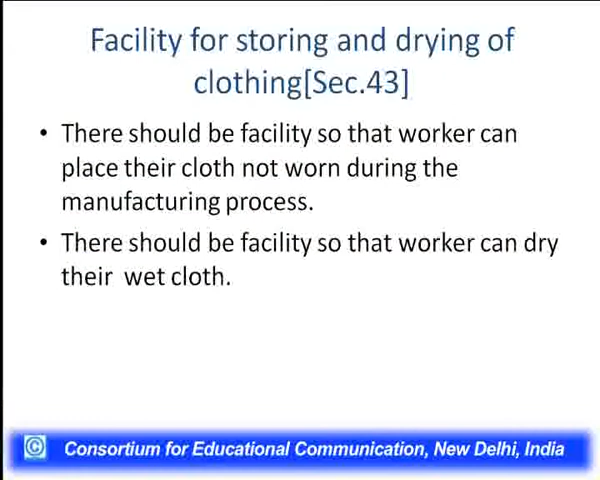 Facility for storing and drying of
clothing[Sec.43]
• There should be facility so that worker can
place their cloth not worn during the
manufacturing process.
• There should be facility so that worker can dry
their wet cloth.
© Consortium for Educational Communication, New Delhi, India